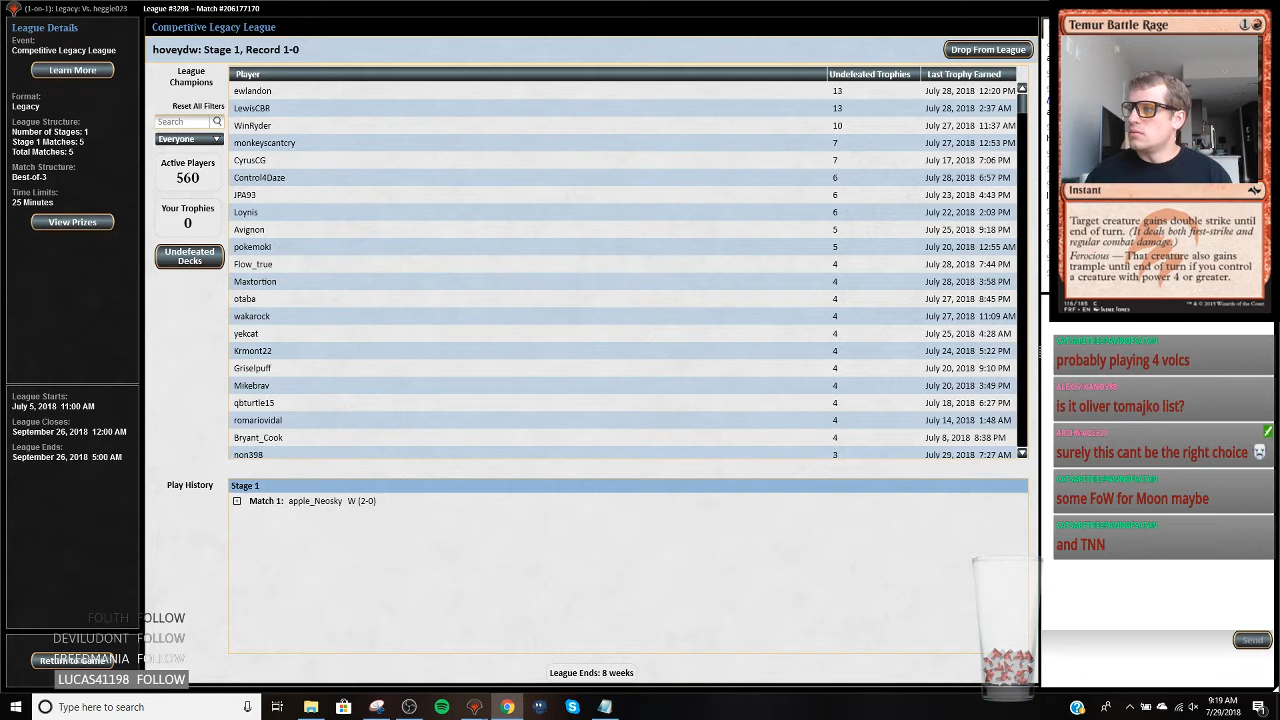 (1-on-1): Legacy: Vs. heggie023
League #3298 – Match #206177170
League Details
Event:
Competitive Legacy League
Learn More
Format:
Legacy
League Structure:
Number of Stages: 1
Stage 1 Matches: 5
Total Matches: 5
Match Structure:
Best-of-3
Time Limits:
25 Minutes
View Prizes
League Starts:
July 5, 2018 11:00 AM
League Closes:
September 26, 2018 12:00 AM
League Ends:
September 26, 2018 5:00 AM
Competitive Legacy League
hoveydw: Stage 1, Record 1-0
Drop From League
League
Champions
Reset All Filters
Search
Everyone
Active Players
560
Your Trophies
0
Undefeated
Decks
Player Undefeated Trophies Last Trophy Earned
ewlandon 13 July 28, 2018 12:20 PM
LewisCBR 13 July 28, 2018 2:37 AM
WinRyder 10 July 27, 2018 11:37 AM
monkeyscantcry 7 July 27, 2018 12:53 PM
CyrusCG 7 July 17, 2018 7:06 PM
Control4Daze 6 July 28, 2018 6:57 PM
JPA93 6 July 23, 2018 4:43 PM
Loynis 6 July 22, 2018 2:03 PM
Avignon 5 July 25, 2018 9:18 PM
pokemoki 5 July 20, 2018 12:55 AM
Flow_true 4 July 28, 2018 7:44 PM
Maxtortion 4 July 28, 2018 3:58 PM
otaba 4 July 27, 2018 8:45 PM
wakarock 4 July 27, 2018 11:09 AM
yekcat 4 July 25, 2018 4:28 AM
Krmont22 4 July 24, 2018 5:22 PM
Griselpuff 4 July 20, 2018 9:10 PM
Mikebrav 4 July 20, 2018 3:49 PM
qbturtle15 4 July 18, 2018 6:27 PM
romariovidal 4 July 14, 2018 1:48 AM
Bryant_Cook 4 July 8, 2018 8:38 PM
non398 3 July 29, 2018 7:27 AM
Play History
Stage 1
Match 1: apple_Neosky W (2-0)
League Ends: 8 weeks
FOLITH FOLLOW
DEVILUDONT FOLLOW
FREEDMANIA FOLLOW
LUCAS41198 FOLLOW
Temur Battle Rage
Instant
Target creature gains double strike until
end of turn. (It deals both first-strike and
regular combat damage.)
Ferocious — That creature also gains
trample until end of turn if you control
a creature with power 4 or greater.
116/185 C
FRF • EN
™ & © 2015 Wizards of the Coast
probably playing 4 volcs
is it oliver tomajko list?
surely this cant be the right choice
some FoW for Moon maybe
and TNN
Send
Type here to search
9:19 AM
7/29/2018